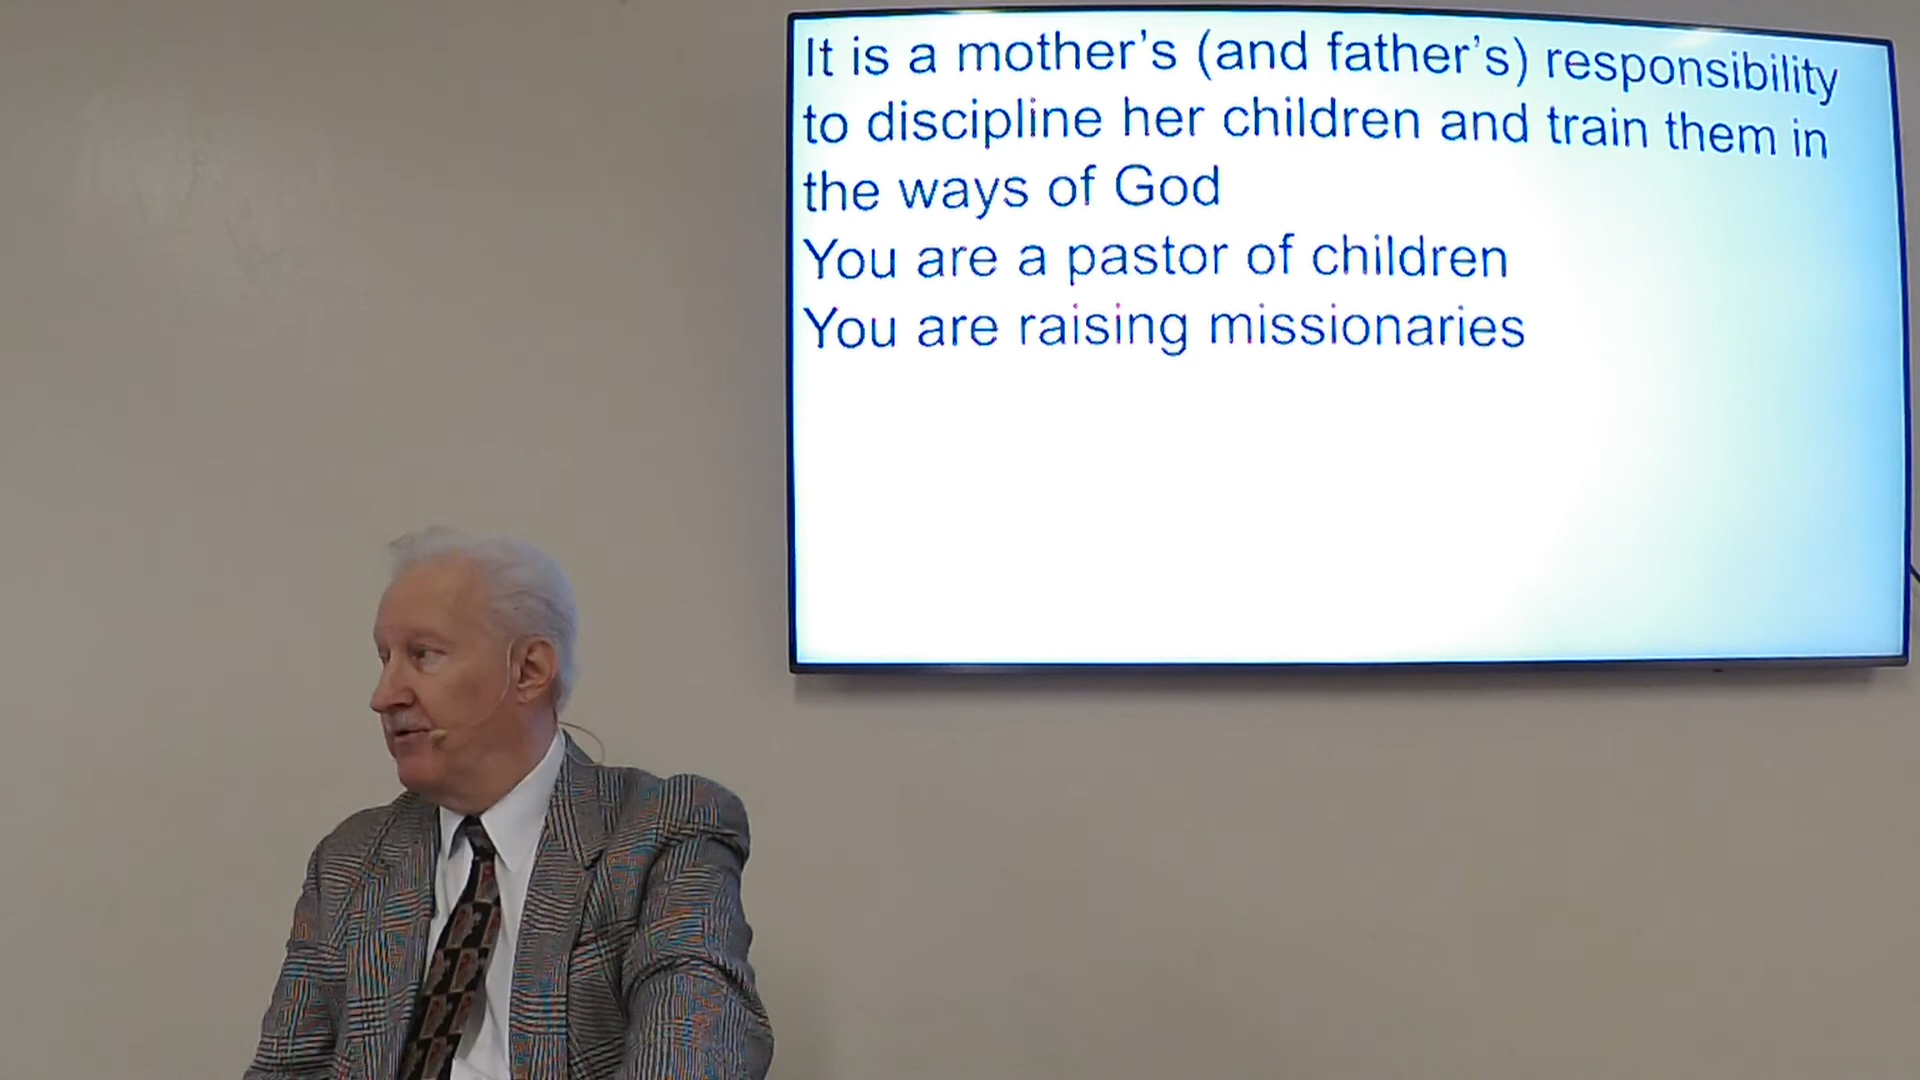 It is a mother’s (and father’s) responsibility
to discipline her children and train them in
the ways of God
You are a pastor of children
You are raising missionaries